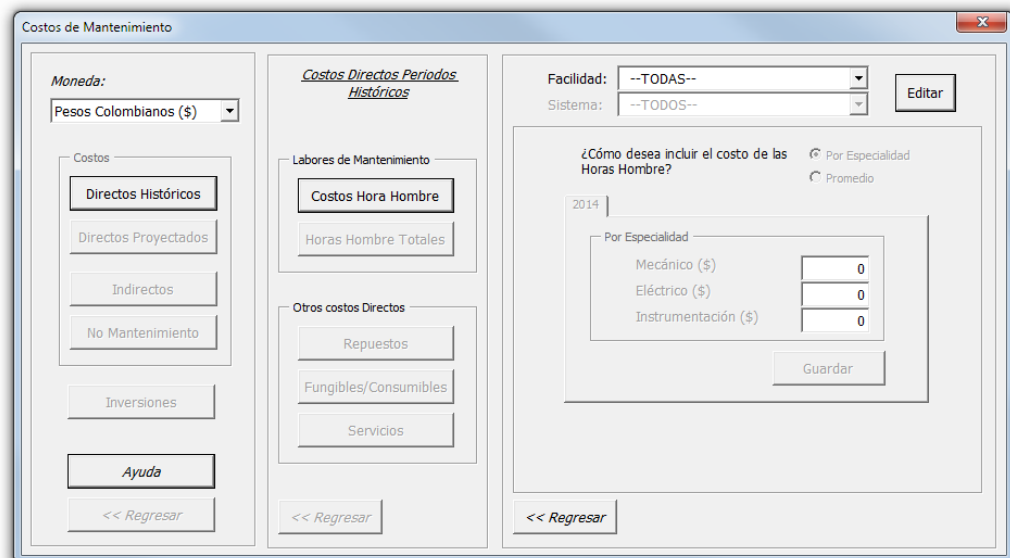 Costos de Mantenimiento
Moneda:
Pesos Colombianos ($)
Costos
Directos Históricos
Directos Proyectados
Indirectos
No Mantenimiento
Inversiones
Ayuda
<< Regresar
Costos Directos Periodos
Históricos
Labores de Mantenimiento
Costos Hora Hombre
Horas Hombre Totales
Otros costos Directos
Repuestos
Fungibles/Consumibles
Servicios
<< Regresar
Facilidad: --TODAS--
Sistema: --TODOS--
Editar
¿Cómo desea incluir el costo de las
Horas Hombre?
Por Especialidad
Promedio
2014
Por Especialidad
Mecánico ($) 0
Eléctrico ($) 0
Instrumentación ($) 0
Guardar
<< Regresar